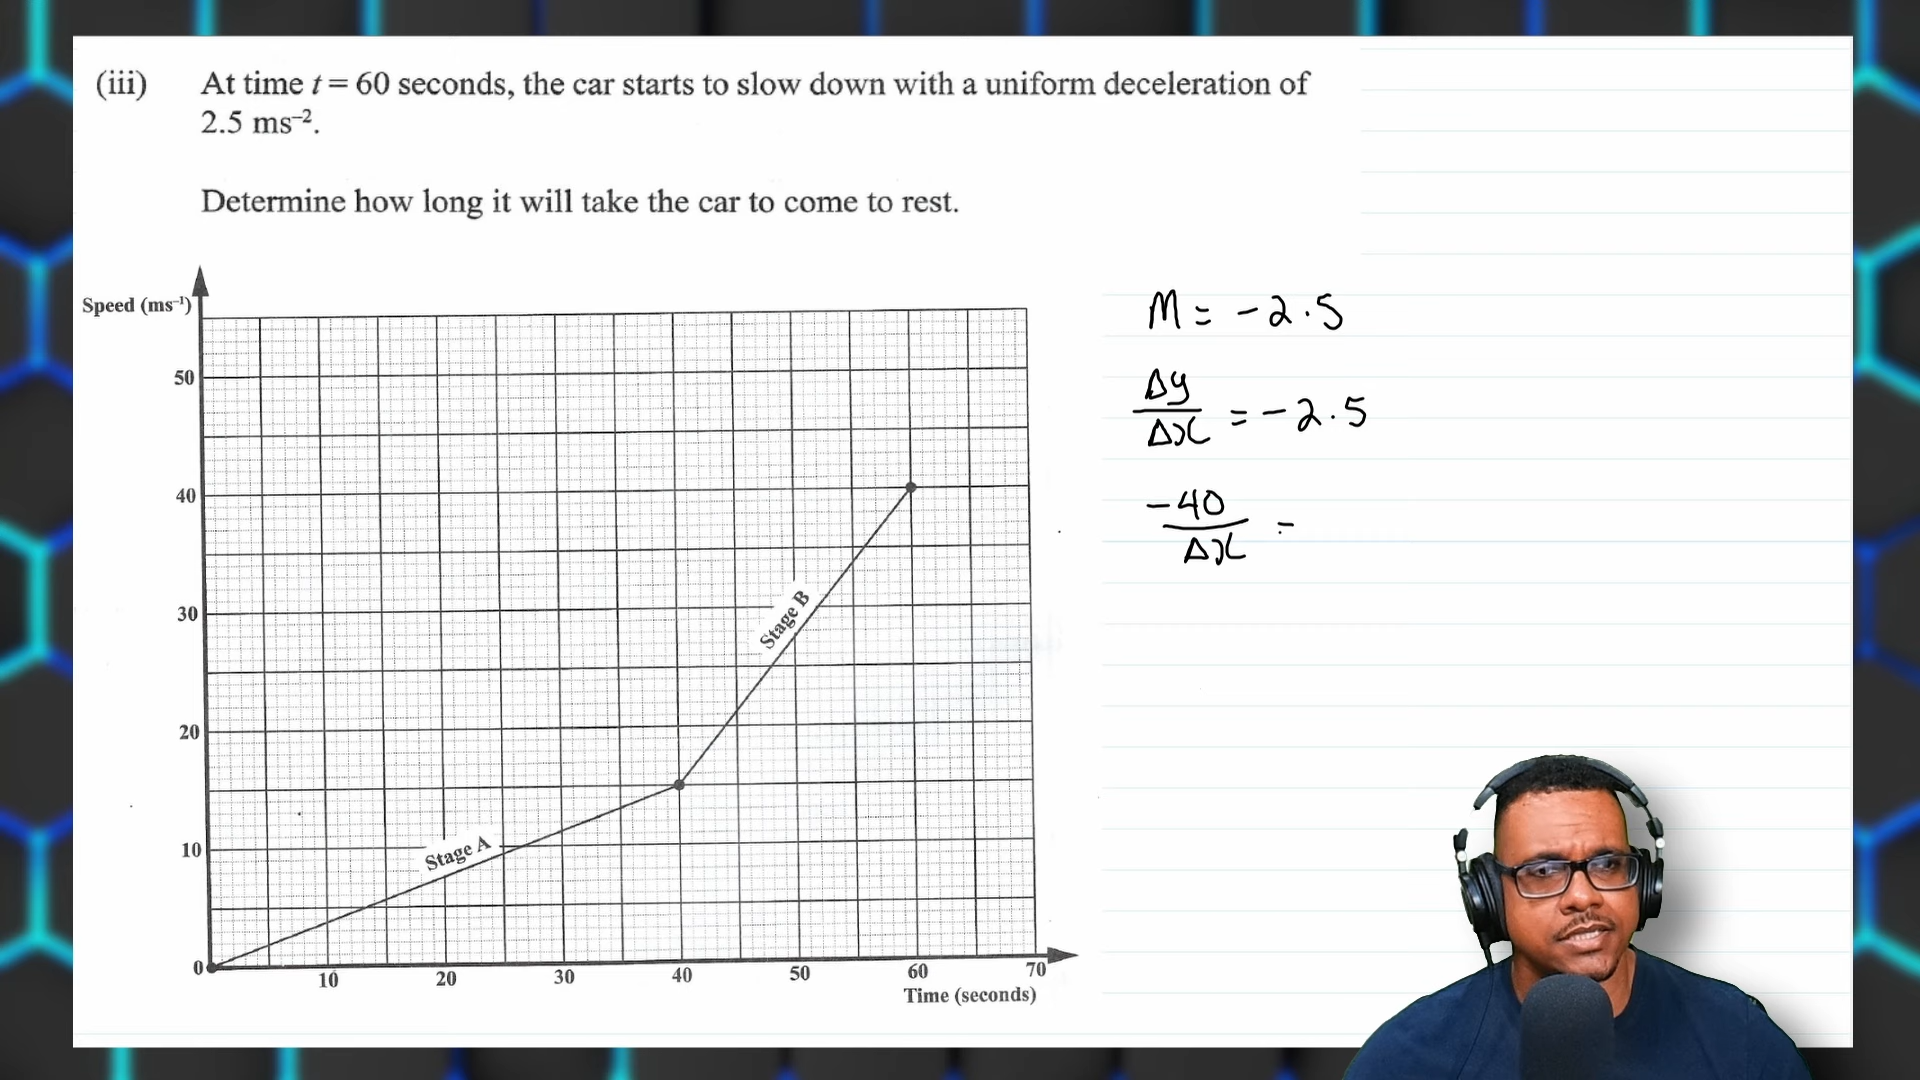 (iii) At time t = 60 seconds, the car starts to slow down with a uniform deceleration of
2.5 ms⁻².
Determine how long it will take the car to come to rest.
Speed (ms⁻¹)
50
40
30
20
10
0
10 20 30 40 50 60 70
Time (seconds)
Stage A
Stage B
M = -2.5
Δy/Δx = -2.5
-40/Δx =